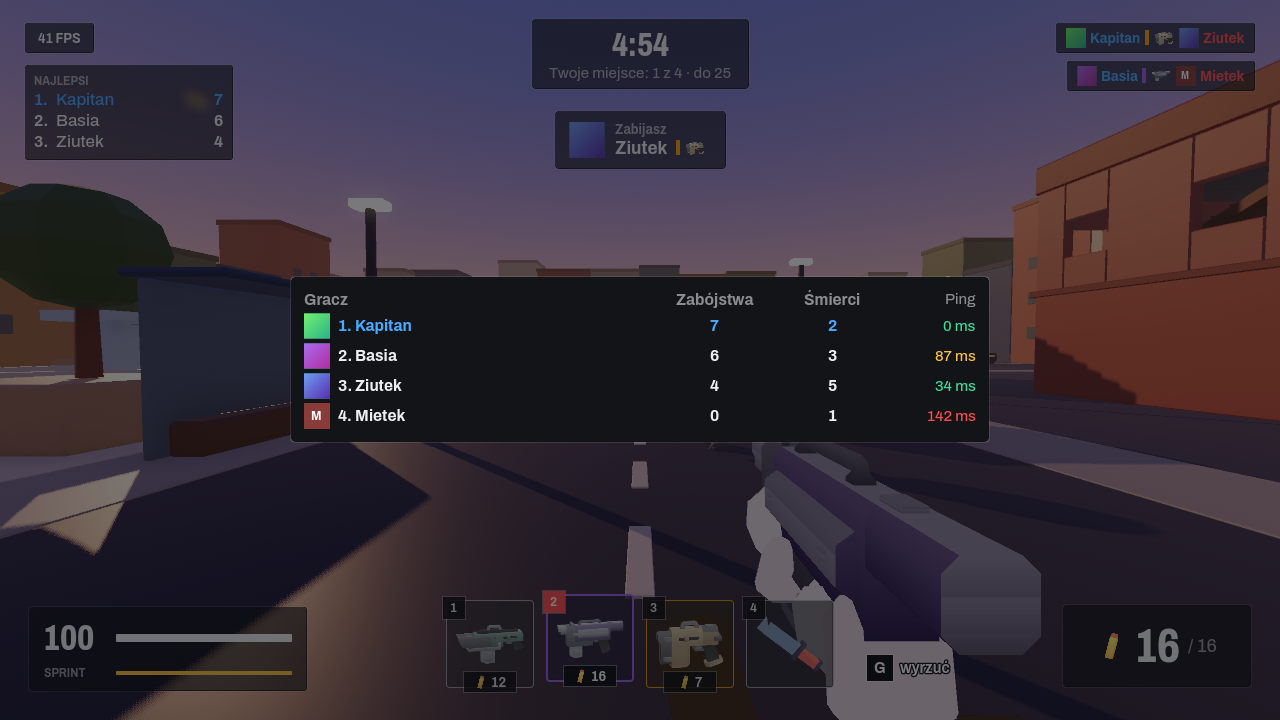 41 FPS
NAJLEPSI
1. Kapitan 7
2. Basia 6
3. Ziutek 4
4:54
Twoje miejsce: 1 z 4 · do 25
Zabijasz
Ziutek
Kapitan Ziutek
Basia M Mietek
Gracz Zabójstwa Śmierci Ping
1. Kapitan 7 2 0 ms
2. Basia 6 3 87 ms
3. Ziutek 4 5 34 ms
M 4. Mietek 0 1 142 ms
100
SPRINT
1 12
2 16
3 7
4
G wyrzuć
16 / 16